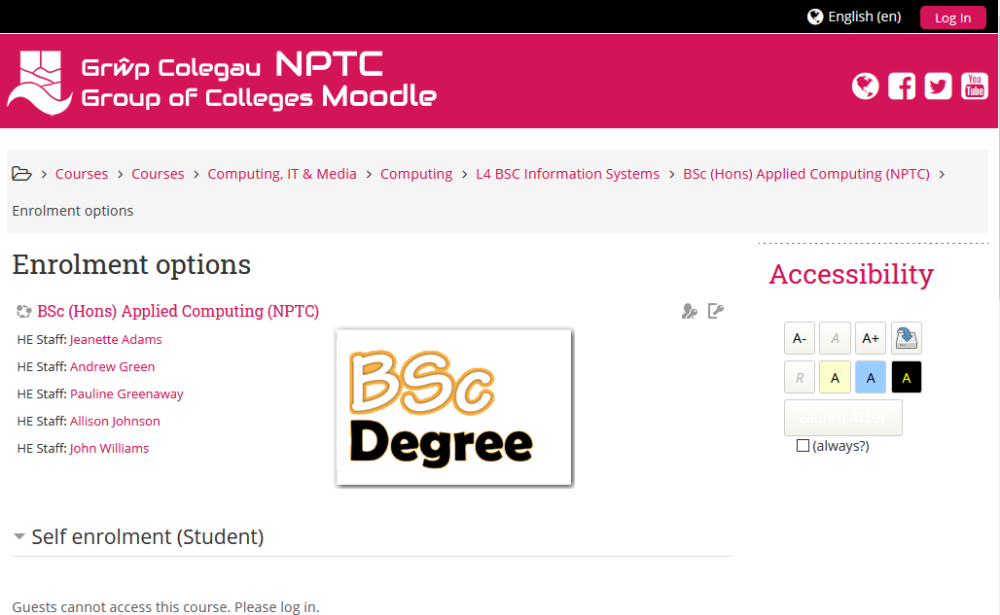 English (en) Log In
Grŵp Colegau NPTC
Group of Colleges Moodle
You
Tube
Courses Courses Computing, IT & Media Computing L4 BSC Information Systems BSc (Hons) Applied Computing (NPTC)
Enrolment options
Enrolment options
BSc (Hons) Applied Computing (NPTC)
HE Staff: Jeanette Adams
HE Staff: Andrew Green
HE Staff: Pauline Greenaway
HE Staff: Allison Johnson
HE Staff: John Williams
BSc
Degree
Self enrolment (Student)
Guests cannot access this course. Please log in.
Accessibility
A- A A+
R A A A
Launch ATbar
(always?)